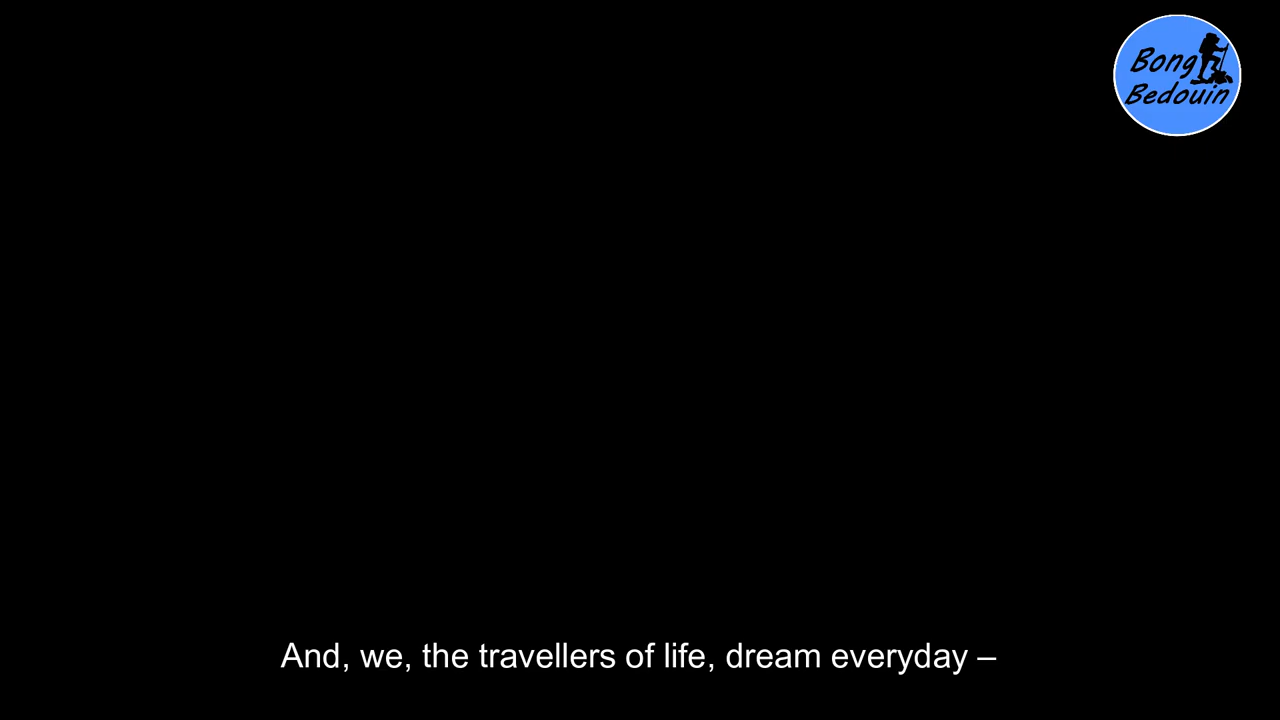 Bong
Bedouin
And, we, the travellers of life, dream everyday –